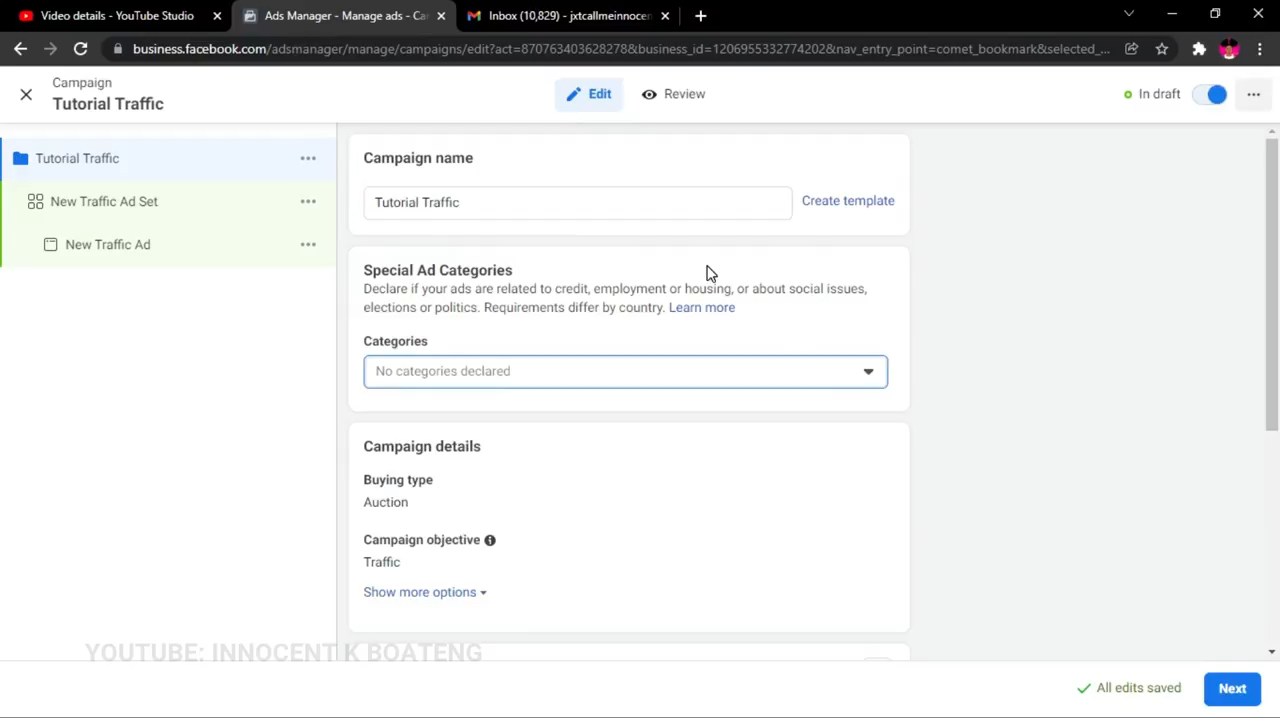 Video details - YouTube Studio
Ads Manager - Manage ads - Ca
Inbox (10,829) - jxtcallmeinnocen
business.facebook.com/adsmanager/manage/campaigns/edit?act=870763403628278&business_id=1206955332774202&nav_entry_point=comet_bookmark&selected_...
Campaign
Tutorial Traffic
Edit
Review
In draft
Tutorial Traffic
New Traffic Ad Set
New Traffic Ad
Campaign name
Tutorial Traffic
Create template
Special Ad Categories
Declare if your ads are related to credit, employment or housing, or about social issues,
elections or politics. Requirements differ by country. Learn more
Categories
No categories declared
Campaign details
Buying type
Auction
Campaign objective
Traffic
Show more options
YOUTUBE: INNOCENT K BOATENG
All edits saved
Next